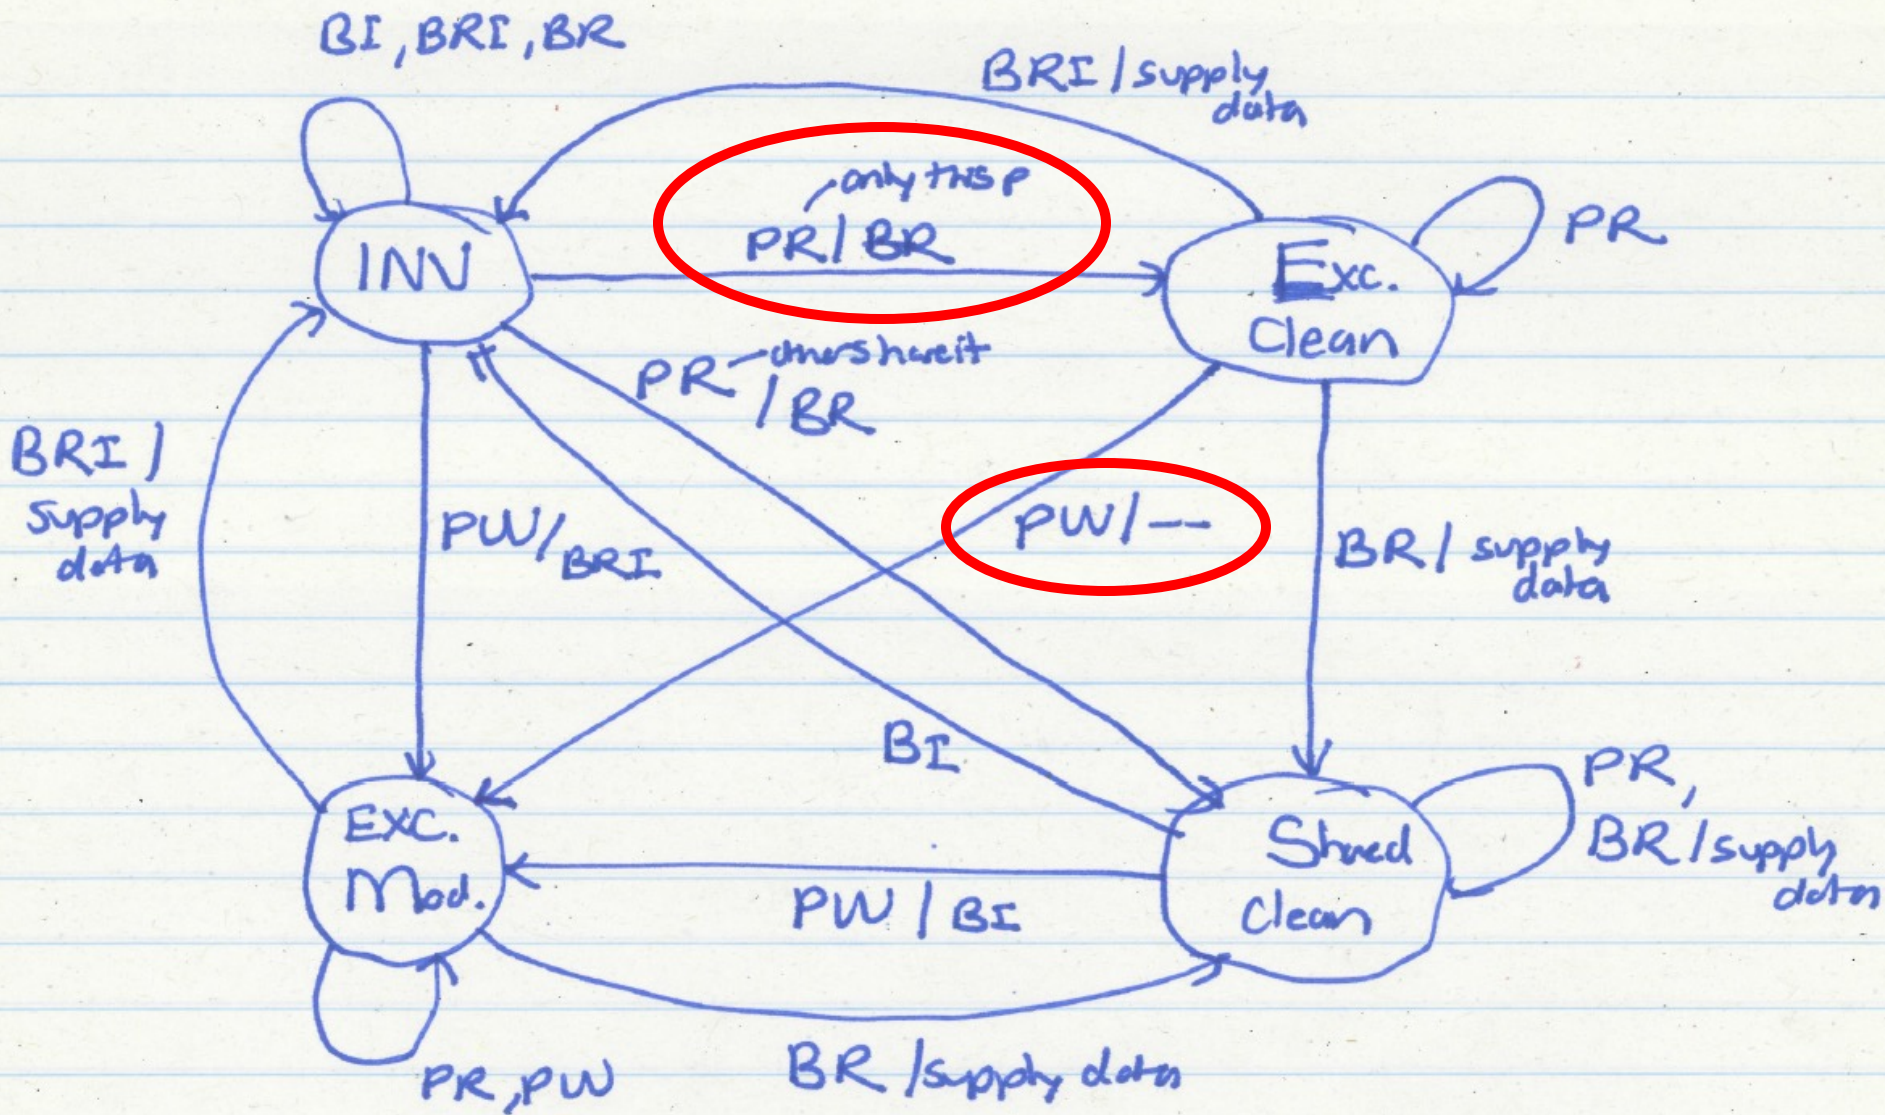 BI, BRI, BR
BRI / supply
data
only this P
PR / BR
INV
Exc.
Clean
PR
PR others have it
/ BR
BRI /
supply
data
PW / BRI
PW / --
BR / supply
data
BI
PR,
BR / supply
data
Exc.
Mod.
Shared
Clean
PW / BI
PR, PW
BR / supply data